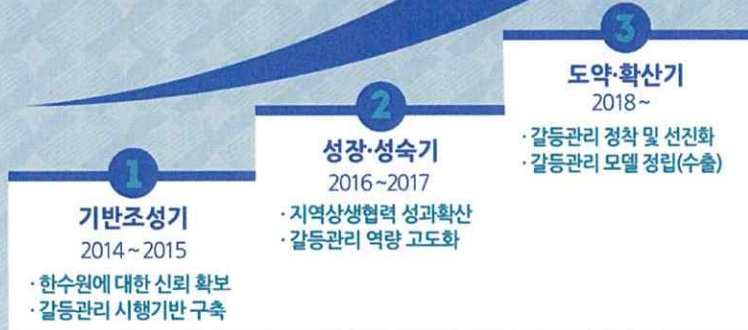 1
기반조성기
2014~2015
· 한수원에 대한 신뢰 확보
· 갈등관리 시행기반 구축
2
성장·성숙기
2016~2017
· 지역상생협력 성과확산
· 갈등관리 역량 고도화
3
도약·확산기
2018~
· 갈등관리 정착 및 선진화
· 갈등관리 모델 정립(수출)